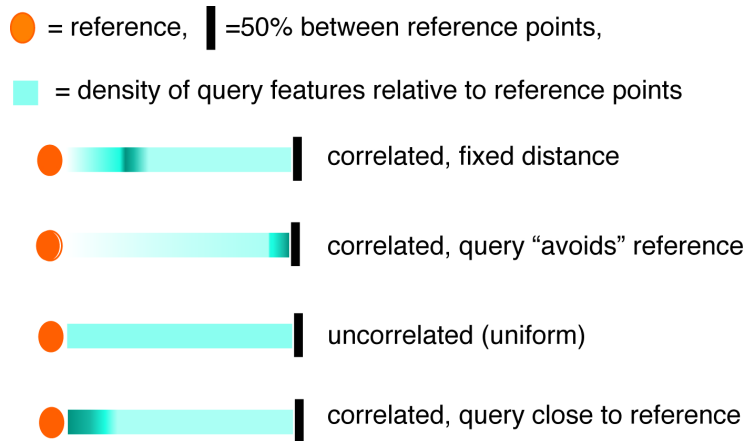 = reference, =50% between reference points,
= density of query features relative to reference points
correlated, fixed distance
correlated, query “avoids” reference
uncorrelated (uniform)
correlated, query close to reference